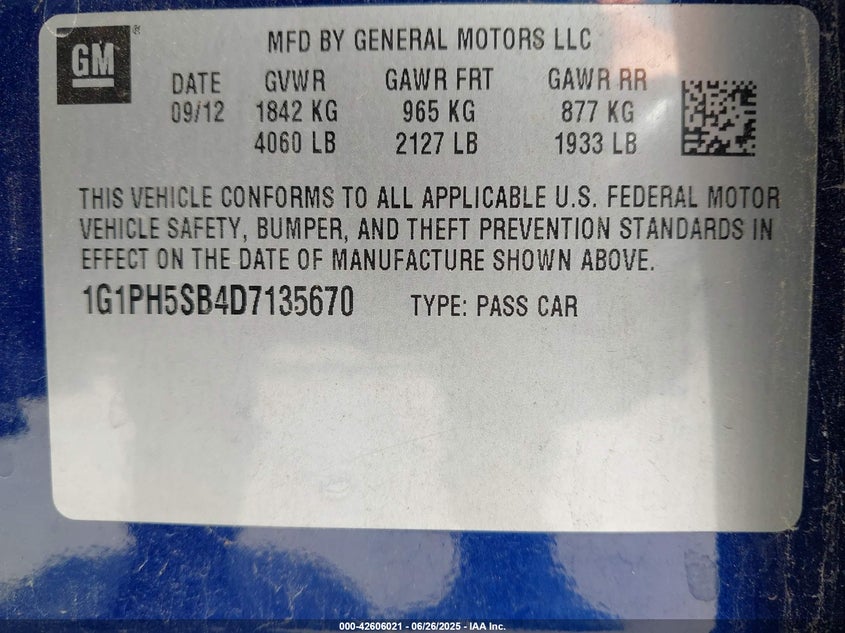 GM ®
MFD BY GENERAL MOTORS LLC
DATE GVWR GAWR FRT GAWR RR
09/12 1842 KG 965 KG 877 KG
4060 LB 2127 LB 1933 LB
THIS VEHICLE CONFORMS TO ALL APPLICABLE U.S. FEDERAL MOTOR
VEHICLE SAFETY, BUMPER, AND THEFT PREVENTION STANDARDS IN
EFFECT ON THE DATE OF MANUFACTURE SHOWN ABOVE.
1G1PH5SB4D7135670 TYPE: PASS CAR
000-42606021 - 06/26/2025 - IAA Inc.